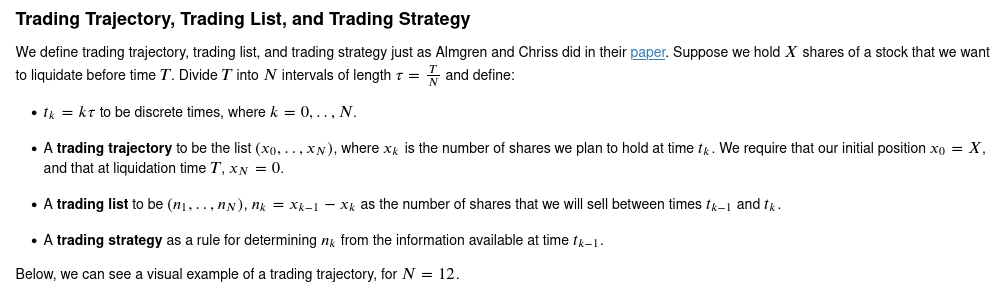 Trading Trajectory, Trading List, and Trading Strategy
We define trading trajectory, trading list, and trading strategy just as Almgren and Chriss did in their paper. Suppose we hold X shares of a stock that we want
to liquidate before time T. Divide T into N intervals of length τ = T/N and define:
• t_k = kτ to be discrete times, where k = 0, . . , N.
• A trading trajectory to be the list (x_0, . . , x_N), where x_k is the number of shares we plan to hold at time t_k. We require that our initial position x_0 = X,
and that at liquidation time T, x_N = 0.
• A trading list to be (n_1, . . , n_N), n_k = x_{k−1} − x_k as the number of shares that we will sell between times t_{k−1} and t_k.
• A trading strategy as a rule for determining n_k from the information available at time t_{k−1}.
Below, we can see a visual example of a trading trajectory, for N = 12.